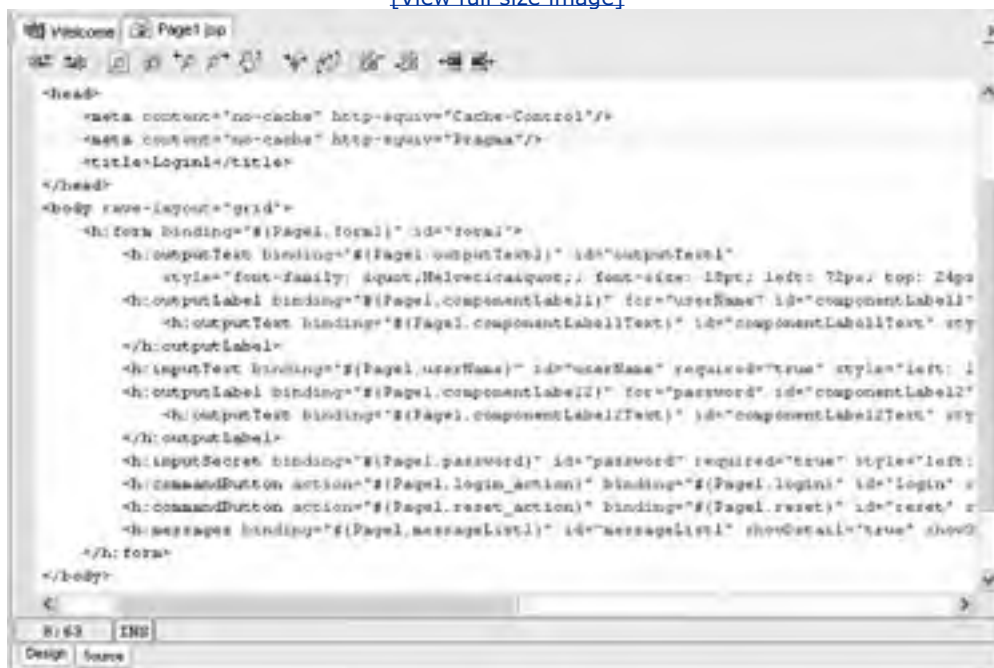 [View full size image]
Welcome Page1.jsp
<head>
<meta content="no-cache" http-equiv="Cache-Control"/>
<meta content="no-cache" http-equiv="Pragma"/>
<title>Login1</title>
</head>
<body rave-layout="grid">
<h:form binding="#{Page1.form1}" id="form1">
<h:outputText binding="#{Page1.outputText1}" id="outputText1"
style="font-family: &quot;Helvetica&quot;; font-size: 18pt; left: 72px; top: 24px
<h:outputLabel binding="#{Page1.componentLabel1}" for="userName" id="componentLabel1"
<h:outputText binding="#{Page1.componentLabel1Text}" id="componentLabel1Text" sty
</h:outputLabel>
<h:inputText binding="#{Page1.userName}" id="userName" required="true" style="left:
<h:outputLabel binding="#{Page1.componentLabel2}" for="password" id="componentLabel2"
<h:outputText binding="#{Page1.componentLabel2Text}" id="componentLabel2Text" sty
</h:outputLabel>
<h:inputSecret binding="#{Page1.password}" id="password" required="true" style="left:
<h:commandButton action="#{Page1.login_action}" binding="#{Page1.login}" id="login"
<h:commandButton action="#{Page1.reset_action}" binding="#{Page1.reset}" id="reset"
<h:messages binding="#{Page1.messageList1}" id="messageList1" showDetail="true"
</h:form>
</body>
8:63 INS
Design Source